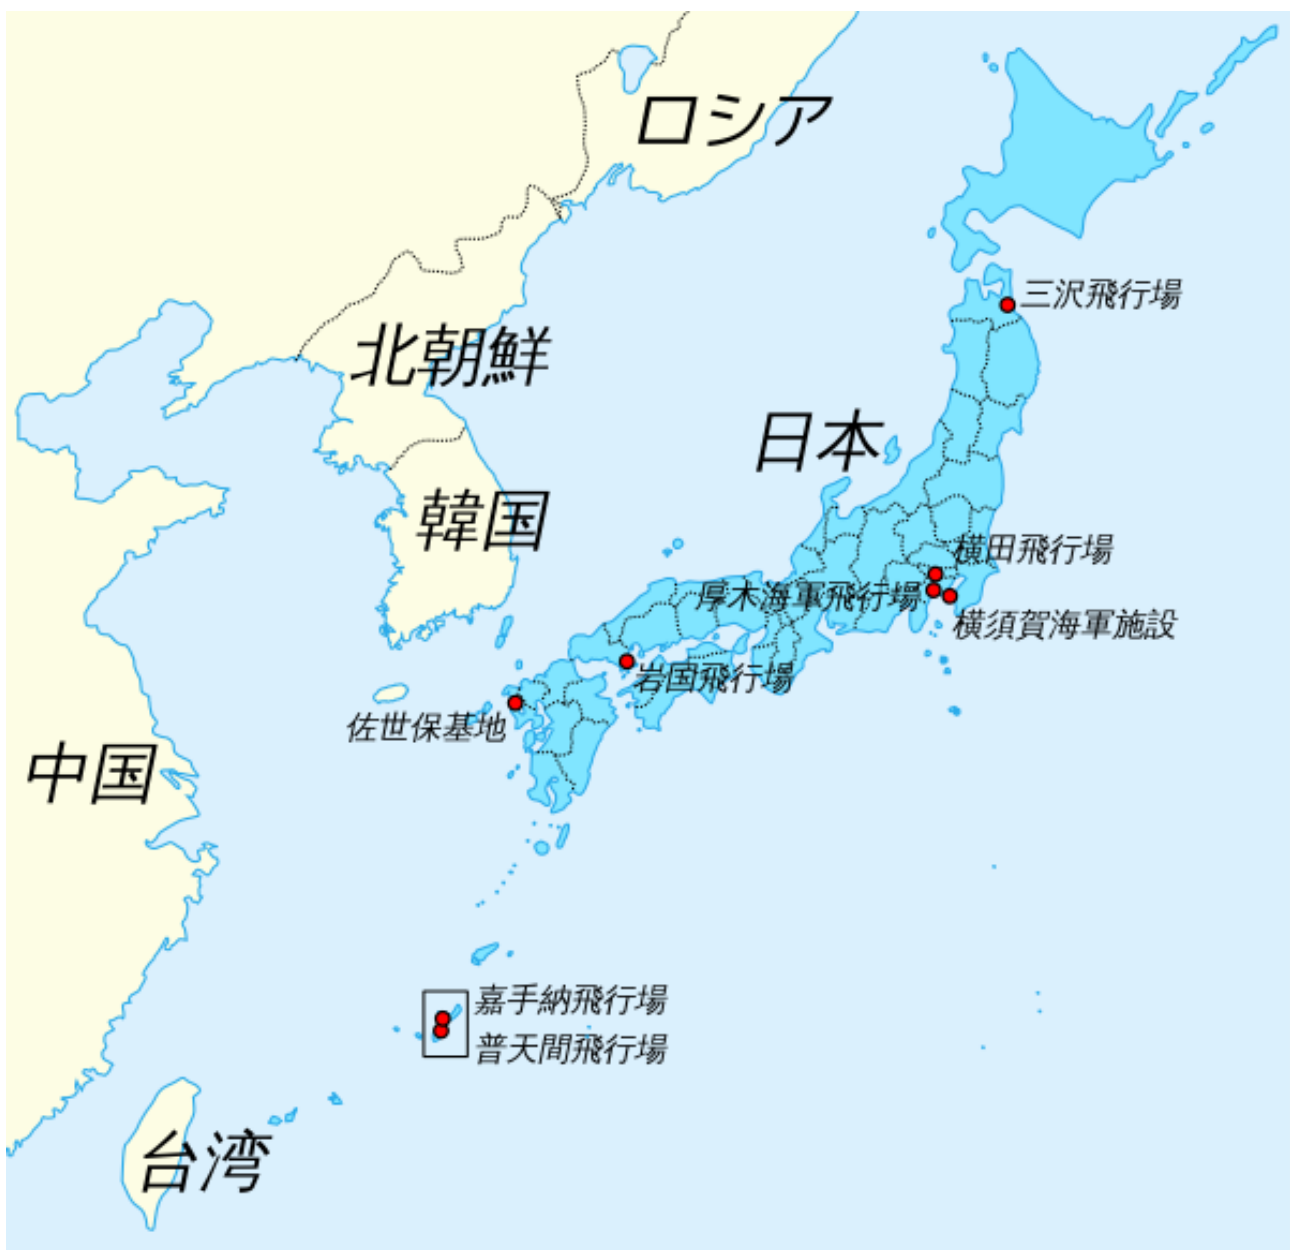 ロシア
三沢飛行場
北朝鮮
日本
韓国
横田飛行場
厚木海軍飛行場
横須賀海軍施設
岩国飛行場
佐世保基地
中国
嘉手納飛行場
普天間飛行場
台湾